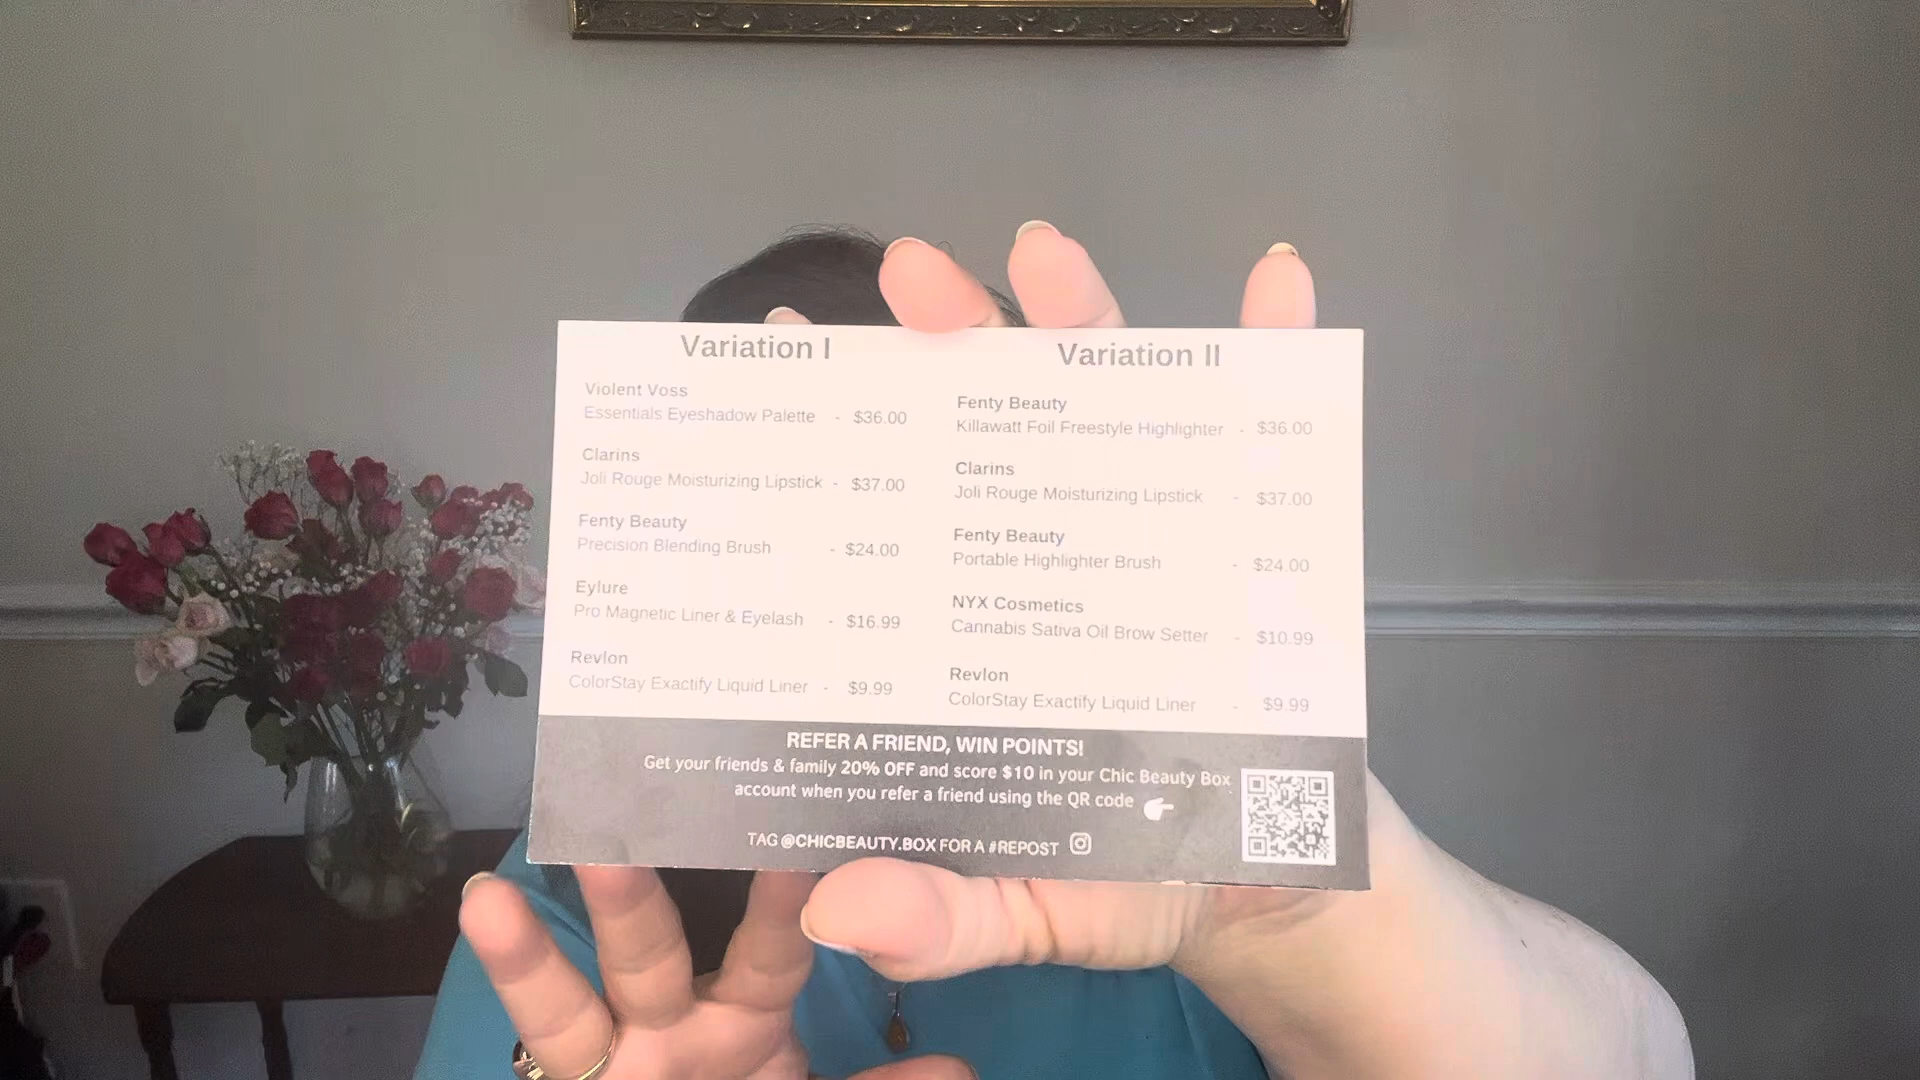 Variation I
Violent Voss
Essentials Eyeshadow Palette - $36.00
Clarins
Joli Rouge Moisturizing Lipstick - $37.00
Fenty Beauty
Precision Blending Brush - $24.00
Eylure
Pro Magnetic Liner & Eyelash - $16.99
Revlon
ColorStay Exactify Liquid Liner - $9.99
Variation II
Fenty Beauty
Killawatt Foil Freestyle Highlighter - $36.00
Clarins
Joli Rouge Moisturizing Lipstick - $37.00
Fenty Beauty
Portable Highlighter Brush - $24.00
NYX Cosmetics
Cannabis Sativa Oil Brow Setter - $10.99
Revlon
ColorStay Exactify Liquid Liner - $9.99
REFER A FRIEND, WIN POINTS!
Get your friends & family 20% OFF and score $10 in your Chic Beauty Box
account when you refer a friend using the QR code
TAG @CHICBEAUTY.BOX FOR A #REPOST